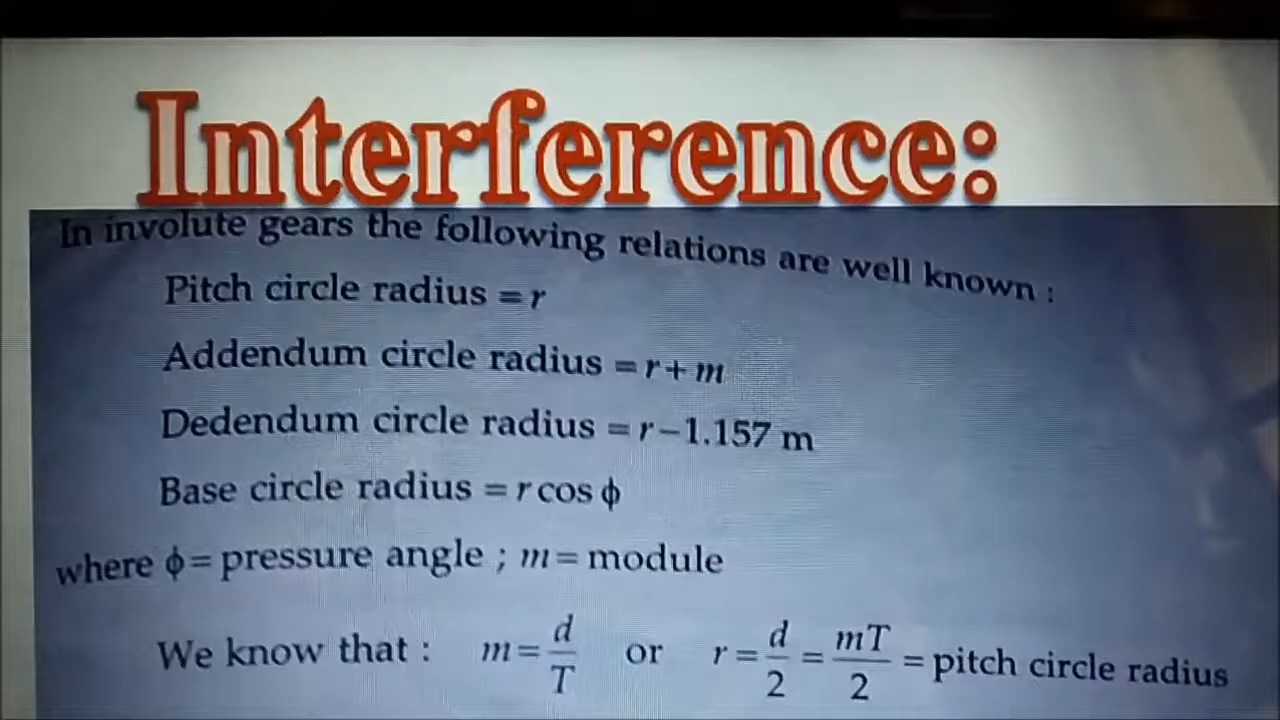 Interference:
In involute gears the following relations are well known :
Pitch circle radius = r
Addendum circle radius = r + m
Dedendum circle radius = r − 1.157 m
Base circle radius = r cos ϕ
where ϕ = pressure angle ; m = module
We know that : m = d/T or r = d/2 = mT/2 = pitch circle radius